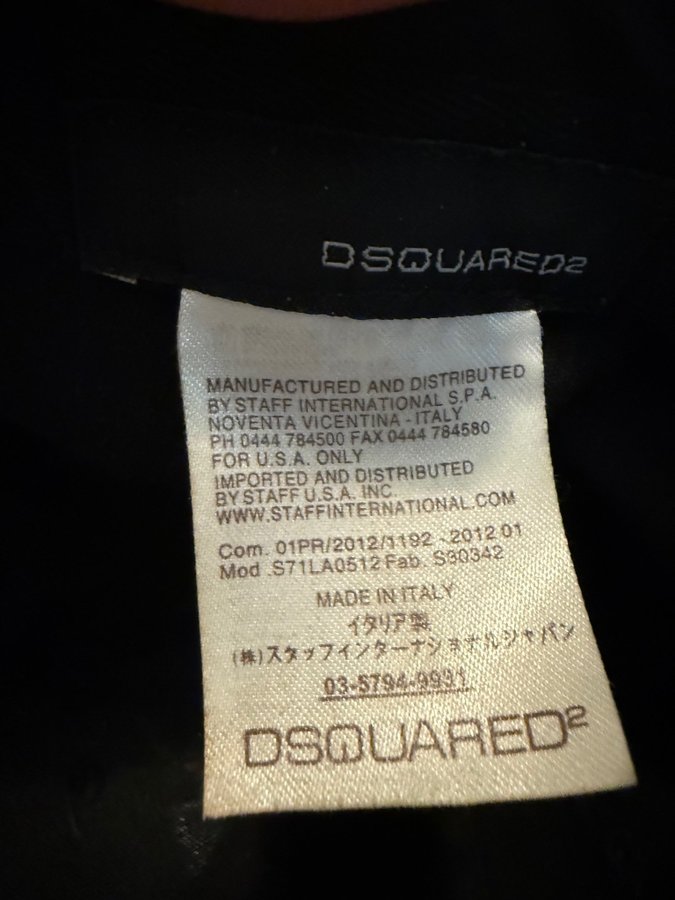 DSQUARED2
MANUFACTURED AND DISTRIBUTED
BY STAFF INTERNATIONAL S.P.A.
NOVENTA VICENTINA - ITALY
PH 0444 784500 FAX 0444 784580
FOR U.S.A. ONLY
IMPORTED AND DISTRIBUTED
BY STAFF U.S.A. INC.
WWW.STAFFINTERNATIONAL.COM
Com. 01PR/2012/1192 - 2012 01
Mod .S71LA0512 Fab. S30342
MADE IN ITALY
イタリア製
(株)スタッフインターナショナルジャパン
03-5794-9931
DSQUARED²